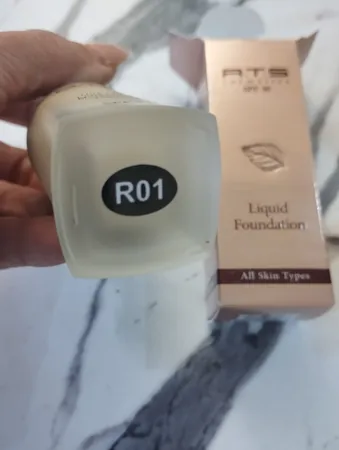 R01
RTS
Liquid
Foundation
All Skin Types